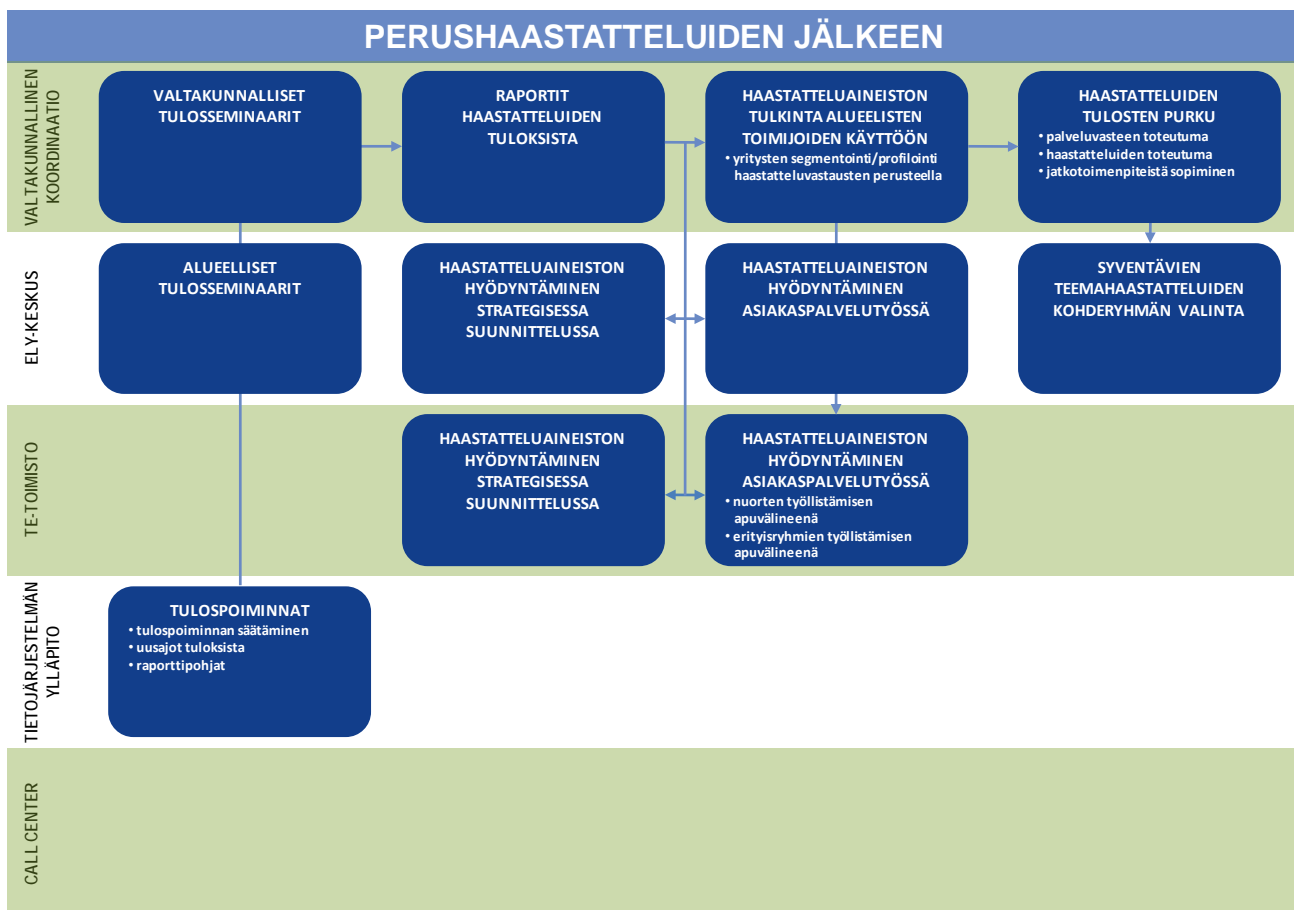 PERUSHAASTATTELUIDEN JÄLKEEN
VALTAKUNNALLINEN
KOORDINAATIO
VALTAKUNNALLISET
TULOSSEMINAARIT
RAPORTIT
HAASTATTELUIDEN
TULOKSISTA
HAASTATTELUAINEISTON
TULKINTA ALUEELISTEN
TOIMIJOIDEN KÄYTTÖÖN
• yritysten segmentointi/profilointi
haastatteluvastausten perusteella
HAASTATTELUIDEN
TULOSTEN PURKU
• palveluvasteen toteutuma
• haastatteluiden toteutuma
• jatkotoimenpiteistä sopiminen
ELY-KESKUS
ALUEELLISET
TULOSSEMINAARIT
HAASTATTELUAINEISTON
HYÖDYNTÄMINEN
STRATEGISESSA
SUUNNITTELUSSA
HAASTATTELUAINEISTON
HYÖDYNTÄMINEN
ASIAKASPALVELUTYÖSSÄ
SYVENTÄVIEN
TEEMAHAASTATTELUIDEN
KOHDERYHMÄN VALINTA
TE-TOIMISTO
HAASTATTELUAINEISTON
HYÖDYNTÄMINEN
STRATEGISESSA
SUUNNITTELUSSA
HAASTATTELUAINEISTON
HYÖDYNTÄMINEN
ASIAKASPALVELUTYÖSSÄ
• nuorten työllistämisen
apuvälineenä
• erityisryhmien työllistämisen
apuvälineenä
TIETOJÄRJESTELMÄN
YLLÄPITO
TULOSPOIMINNAT
• tulospoiminnan säätäminen
• uusajot tuloksista
• raporttipohjat
CALL CENTER